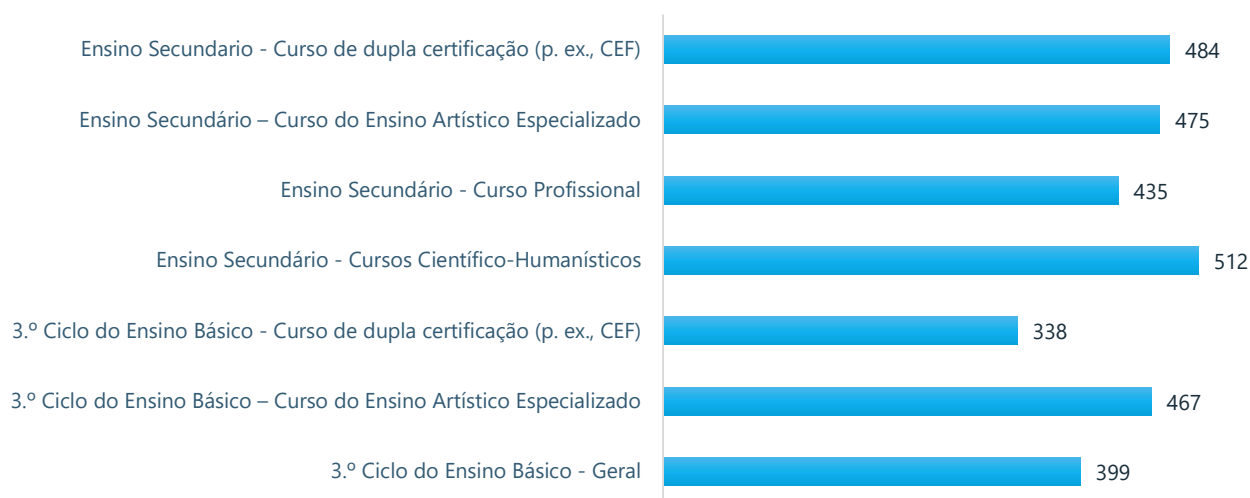 Ensino Secundario - Curso de dupla certificação (p. ex., CEF) 484
Ensino Secundário – Curso do Ensino Artístico Especializado 475
Ensino Secundário - Curso Profissional 435
Ensino Secundário - Cursos Científico-Humanísticos 512
3.º Ciclo do Ensino Básico - Curso de dupla certificação (p. ex., CEF) 338
3.º Ciclo do Ensino Básico – Curso do Ensino Artístico Especializado 467
3.º Ciclo do Ensino Básico - Geral 399